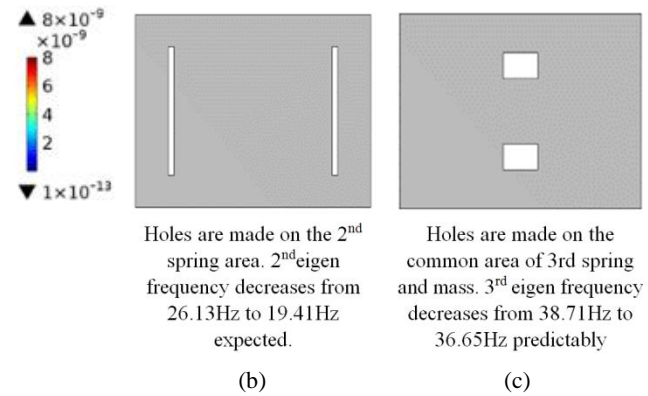 ▲ 8×10⁻⁹
×10⁻⁹
8
6
4
2
▼ 1×10⁻¹³
Holes are made on the 2ⁿᵈ
spring area. 2ⁿᵈeigen
frequency decreases from
26.13Hz to 19.41Hz
expected.
(b)
Holes are made on the
common area of 3rd spring
and mass. 3ʳᵈ eigen frequency
decreases from 38.71Hz to
36.65Hz predictably
(c)